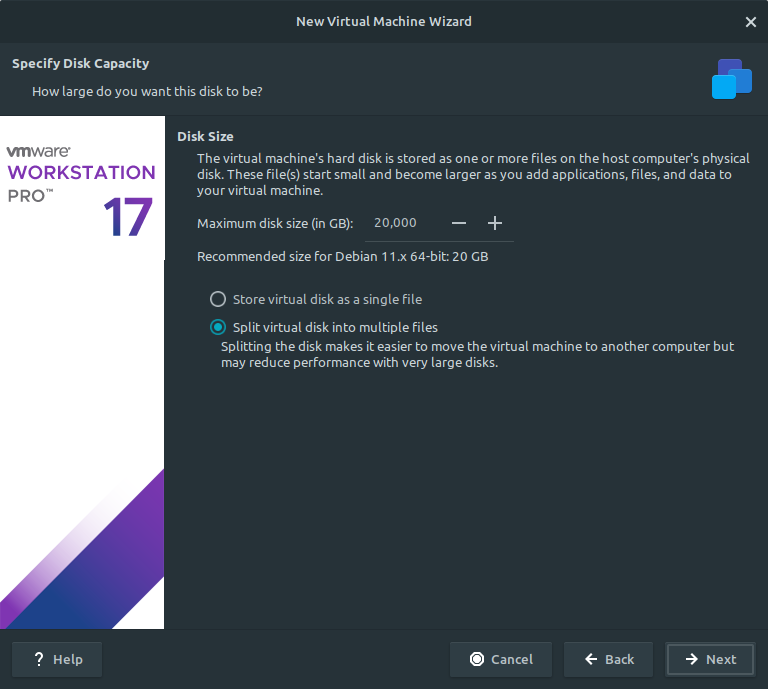 New Virtual Machine Wizard
Specify Disk Capacity
How large do you want this disk to be?
vmware®
WORKSTATION
PRO™
17
Disk Size
The virtual machine's hard disk is stored as one or more files on the host computer's physical
disk. These file(s) start small and become larger as you add applications, files, and data to
your virtual machine.
Maximum disk size (in GB): 20,000
Recommended size for Debian 11.x 64-bit: 20 GB
Store virtual disk as a single file
Split virtual disk into multiple files
Splitting the disk makes it easier to move the virtual machine to another computer but
may reduce performance with very large disks.
? Help Cancel Back Next